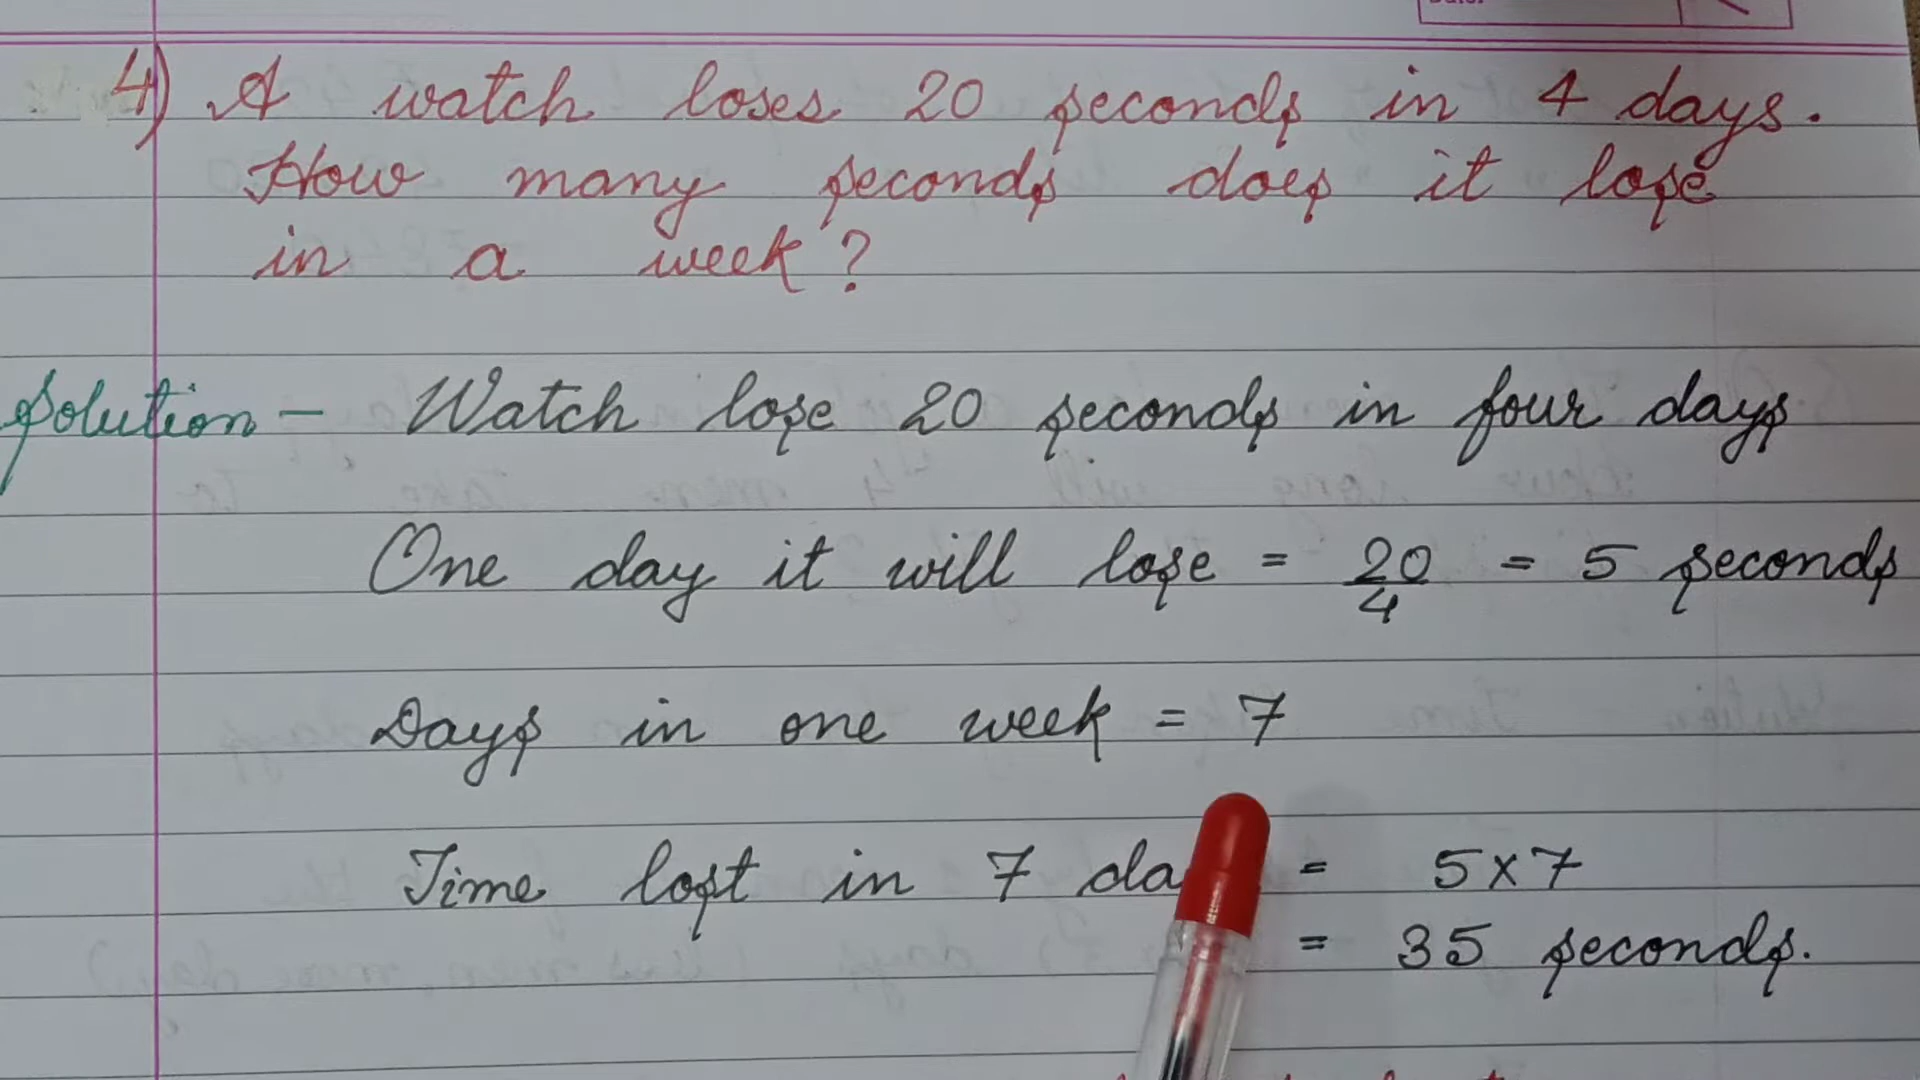 4) A watch loses 20 seconds in 4 days.
How many seconds does it lose
in a week?
Solution - Watch lose 20 seconds in four days
One day it will lose = 20/4 = 5 seconds
Days in one week = 7
Time lost in 7 da = 5x7
= 35 seconds.